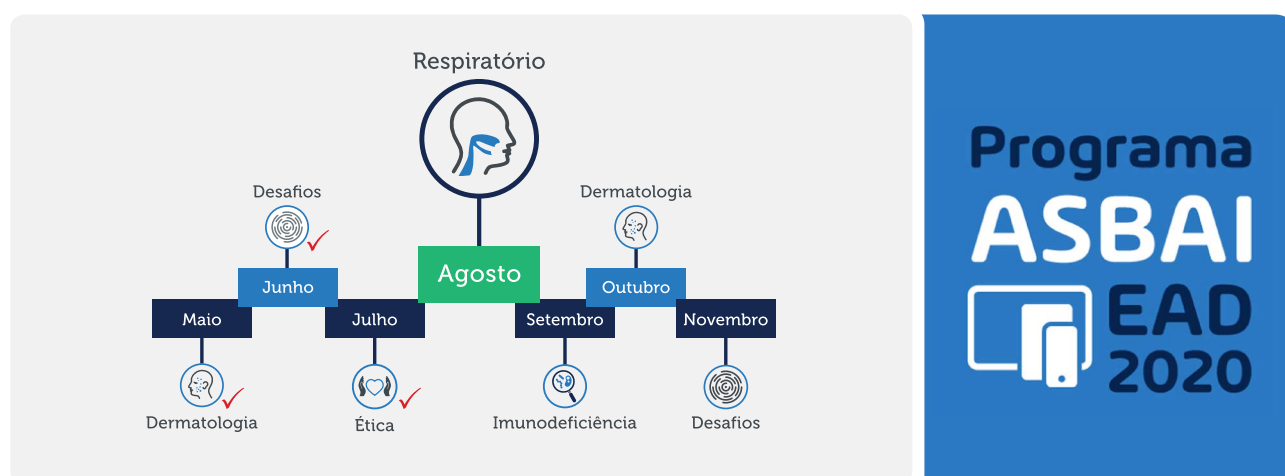 Respiratório
Desafios
Dermatologia
Agosto
Junho
Outubro
Maio
Julho
Setembro
Novembro
Dermatologia
Ética
Imunodeficiência
Desafios
Programa
ASBAI
EAD
2020